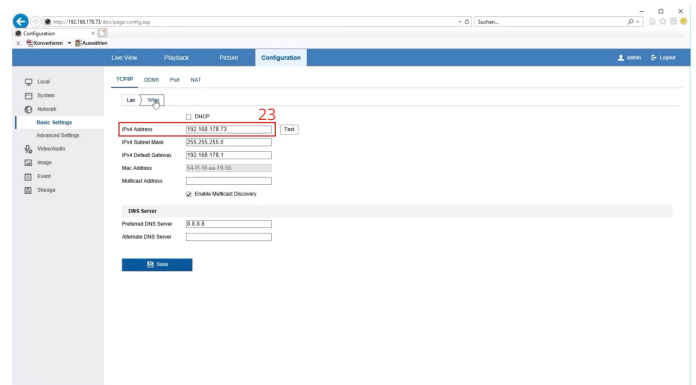 http://192.168.178.73/doc/page/config.asp
Suchen...
Configuration
Konvertieren Auswählen
Live View Playback Picture Configuration admin Logout
Local
System
Network
Basic Settings
Advanced Settings
Video/Audio
Image
Event
Storage
TCP/IP DDNS Port NAT
Lan Wlan
DHCP 23
IPv4 Address 192.168.178.73 Test
IPv4 Subnet Mask 255.255.255.0
IPv4 Default Gateway 192.168.178.1
Mac Address
Multicast Address
Enable Multicast Discovery
DNS Server
Preferred DNS Server 8.8.8.8
Alternate DNS Server
Save